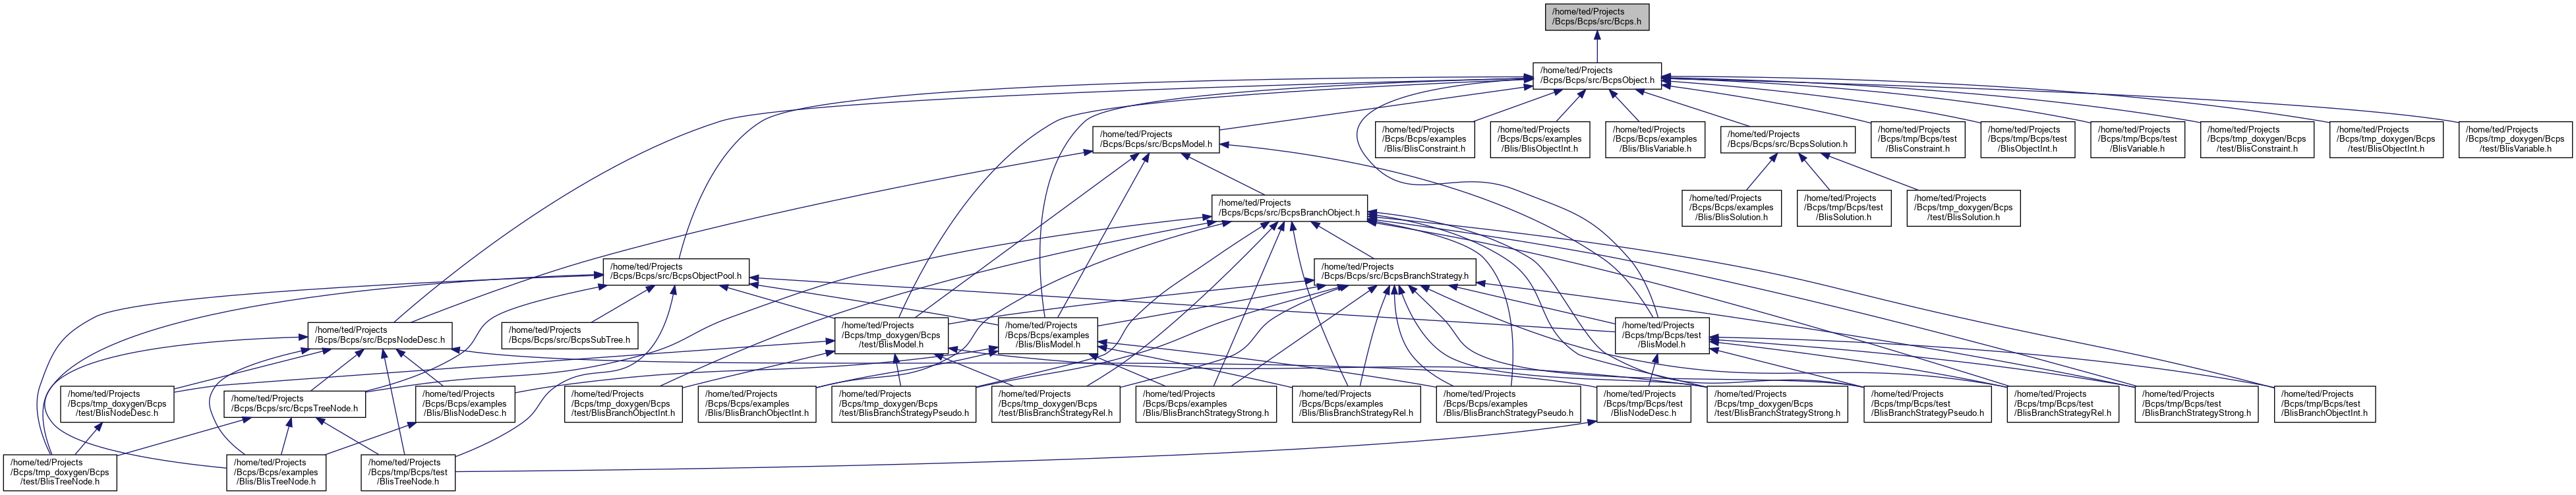 /home/ted/Projects
/Bcps/Bcps/src/Bcps.h
/home/ted/Projects
/Bcps/Bcps/src/BcpsObject.h
/home/ted/Projects
/Bcps/Bcps/src/BcpsModel.h
/home/ted/Projects
/Bcps/Bcps/examples
/Blis/BlisConstraint.h
/home/ted/Projects
/Bcps/Bcps/examples
/Blis/BlisObjectInt.h
/home/ted/Projects
/Bcps/Bcps/examples
/Blis/BlisVariable.h
/home/ted/Projects
/Bcps/Bcps/src/BcpsSolution.h
/home/ted/Projects
/Bcps/tmp/Bcps/test
/BlisConstraint.h
/home/ted/Projects
/Bcps/tmp/Bcps/test
/BlisObjectInt.h
/home/ted/Projects
/Bcps/tmp/Bcps/test
/BlisVariable.h
/home/ted/Projects
/Bcps/tmp_doxygen/Bcps
/test/BlisConstraint.h
/home/ted/Projects
/Bcps/tmp_doxygen/Bcps
/test/BlisObjectInt.h
/home/ted/Projects
/Bcps/tmp_doxygen/Bcps
/test/BlisVariable.h
/home/ted/Projects
/Bcps/Bcps/src/BcpsBranchObject.h
/home/ted/Projects
/Bcps/Bcps/examples
/Blis/BlisSolution.h
/home/ted/Projects
/Bcps/tmp/Bcps/test
/BlisSolution.h
/home/ted/Projects
/Bcps/tmp_doxygen/Bcps
/test/BlisSolution.h
/home/ted/Projects
/Bcps/Bcps/src/BcpsObjectPool.h
/home/ted/Projects
/Bcps/Bcps/src/BcpsBranchStrategy.h
/home/ted/Projects
/Bcps/Bcps/src/BcpsNodeDesc.h
/home/ted/Projects
/Bcps/Bcps/src/BcpsSubTree.h
/home/ted/Projects
/Bcps/tmp_doxygen/Bcps
/test/BlisModel.h
/home/ted/Projects
/Bcps/Bcps/examples
/Blis/BlisModel.h
/home/ted/Projects
/Bcps/tmp/Bcps/test
/BlisModel.h
/home/ted/Projects
/Bcps/tmp_doxygen/Bcps
/test/BlisNodeDesc.h
/home/ted/Projects
/Bcps/Bcps/src/BcpsTreeNode.h
/home/ted/Projects
/Bcps/Bcps/examples
/Blis/BlisNodeDesc.h
/home/ted/Projects
/Bcps/tmp_doxygen/Bcps
/test/BlisBranchObjectInt.h
/home/ted/Projects
/Bcps/Bcps/examples
/Blis/BlisBranchObjectInt.h
/home/ted/Projects
/Bcps/tmp_doxygen/Bcps
/test/BlisBranchStrategyPseudo.h
/home/ted/Projects
/Bcps/tmp_doxygen/Bcps
/test/BlisBranchStrategyRel.h
/home/ted/Projects
/Bcps/Bcps/examples
/Blis/BlisBranchStrategyStrong.h
/home/ted/Projects
/Bcps/Bcps/examples
/Blis/BlisBranchStrategyRel.h
/home/ted/Projects
/Bcps/Bcps/examples
/Blis/BlisBranchStrategyPseudo.h
/home/ted/Projects
/Bcps/tmp/Bcps/test
/BlisNodeDesc.h
/home/ted/Projects
/Bcps/tmp_doxygen/Bcps
/test/BlisBranchStrategyStrong.h
/home/ted/Projects
/Bcps/tmp/Bcps/test
/BlisBranchStrategyPseudo.h
/home/ted/Projects
/Bcps/tmp/Bcps/test
/BlisBranchStrategyRel.h
/home/ted/Projects
/Bcps/tmp/Bcps/test
/BlisBranchStrategyStrong.h
/home/ted/Projects
/Bcps/tmp/Bcps/test
/BlisBranchObjectInt.h
/home/ted/Projects
/Bcps/tmp_doxygen/Bcps
/test/BlisTreeNode.h
/home/ted/Projects
/Bcps/Bcps/examples
/Blis/BlisTreeNode.h
/home/ted/Projects
/Bcps/tmp/Bcps/test
/BlisTreeNode.h